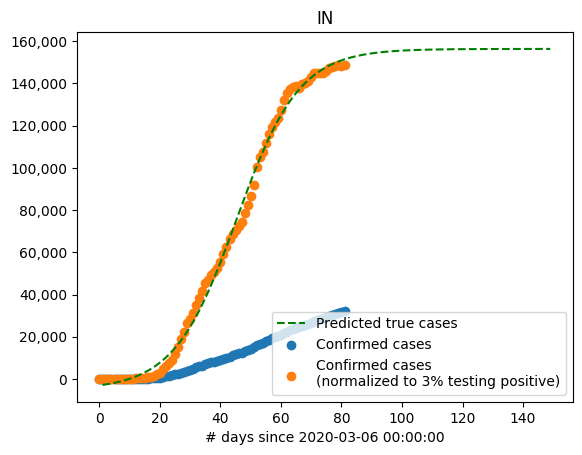 IN
160,000
140,000
120,000
100,000
80,000
60,000
40,000
20,000
0
Predicted true cases
Confirmed cases
Confirmed cases
(normalized to 3% testing positive)
0 20 40 60 80 100 120 140
# days since 2020-03-06 00:00:00